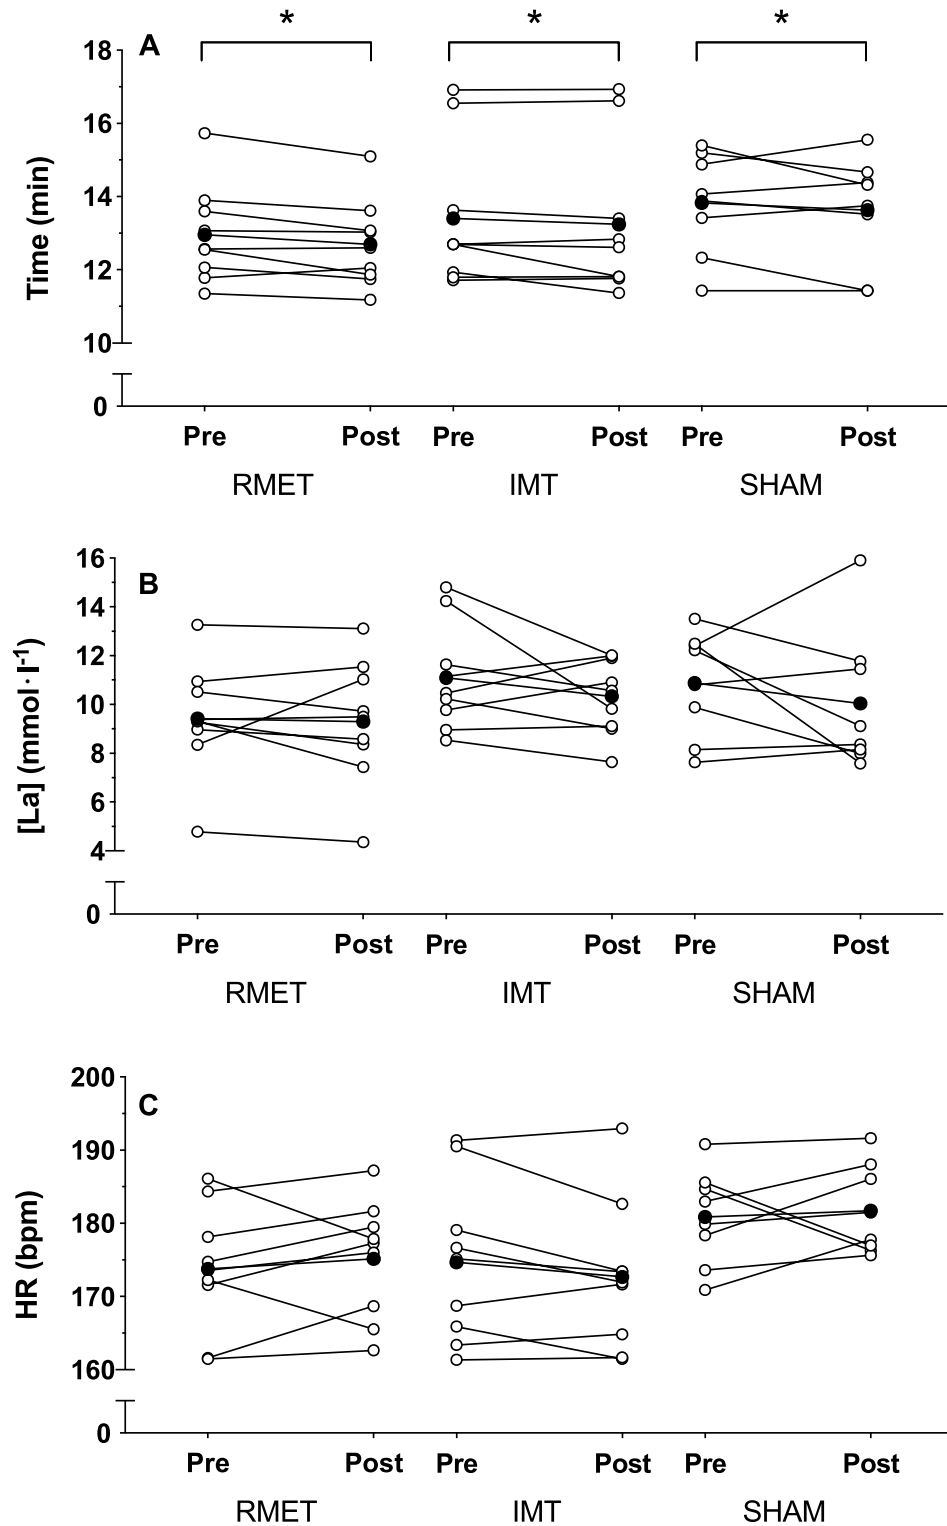 * * *
A
18
16
14
12
10
0
Time (min)
Pre Post Pre Post Pre Post
RMET IMT SHAM
B
16
14
12
10
8
6
4
0
[La] (mmol· l⁻¹)
Pre Post Pre Post Pre Post
RMET IMT SHAM
C
200
190
180
170
160
0
HR (bpm)
Pre Post Pre Post Pre Post
RMET IMT SHAM